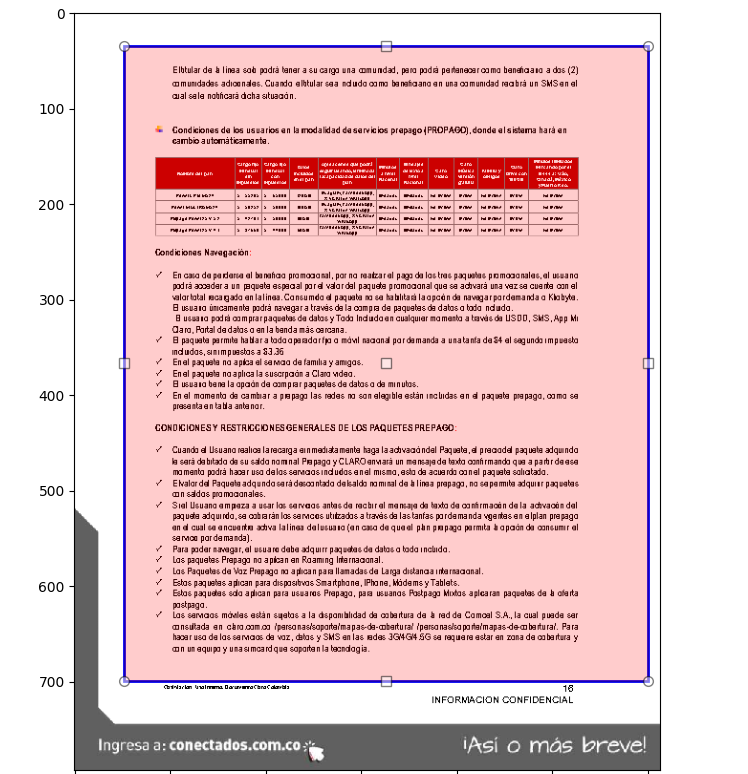 0
100
200
300
400
500
600
700
El titular de la línea solo podrá tener a su cargo una comunidad, pero podrá pertenecer como beneficiario a dos (2)
comunidades adicionales. Cuando el titular sea incluido como beneficiario en una comunidad recibirá un SMS en el
cual se le notificará dicha situación.
Condiciones de los usuarios en la modalidad de servicios prepago (PROPAGO), donde el sistema hará en
cambio automáticamente.
Condiciones Navegación:
✓ En caso de perderse el beneficio promocional, por no realizar el pago de los tres paquetes promocionales, el usuario
podrá acceder a un paquete especial por el valor del paquete promocional que se activará una vez se cuente con el
valor total recargado en la línea. Consumido el paquete no se habilitará la opción de navegar por demanda o Kilobyte.
El usuario únicamente podrá navegar a través de la compra de paquetes de datos o todo incluido.
El usuario podrá comprar paquetes de datos y Todo Incluido en cualquier momento a través de USDD, SMS, App Mi
Claro, Portal de datos o en la tienda más cercana.
✓ El paquete permite hablar a todo operador fijo o móvil nacional por demanda a una tarifa de $4 el segundo impuesto
incluidos, sin impuestos a $3.36
✓ En el paquete no aplica el servicio de familia y amigos.
✓ En el paquete no aplica la suscripción a Claro video.
✓ El usuario tiene la opción de comprar paquetes de datos o de minutos.
✓ En el momento de cambiar a prepago las redes no son elegible están incluidas en el paquete prepago, como se
presenta en tabla anterior.
CONDICIONES Y RESTRICCIONES GENERALES DE LOS PAQUETES PREPAGO:
✓ Cuando el Usuario realice la recarga e inmediatamente haga la activación del Paquete, el precio del paquete adquirido
le será debitado de su saldo nominal Prepago y CLARO enviará un mensaje de texto confirmando que a partir de ese
momento podrá hacer uso de los servicios incluidos en el mismo, esto de acuerdo con el paquete solicitado.
✓ El valor del Paquete adquirido será descontado del saldo nominal de la línea prepago, no se permite adquirir paquetes
con saldos promocionales.
✓ Si el Usuario empieza a usar los servicios antes de recibir el mensaje de texto de confirmación de la activación del
paquete adquirido, se cobrarán los servicios utilizados a través de las tarifas por demanda vigentes en el plan prepago
en el cual se encuentre activa la línea del usuario (en caso de que el plan prepago permita la opción de consumir el
servicio por demanda).
✓ Para poder navegar, el usuario debe adquirir paquetes de datos o todo incluido.
✓ Los paquetes Prepago no aplican en Roaming Internacional.
✓ Los Paquetes de Voz Prepago no aplican para llamadas de Larga distancia internacional.
✓ Estos paquetes aplican para dispositivos Smartphone, IPhone, Módems y Tablets.
✓ Estos paquetes solo aplican para usuarios Prepago, para usuarios Postpago Mixtos aplicaran paquetes de la oferta
postpago.
✓ Los servicios móviles están sujetos a la disponibilidad de cobertura de la red de Comcel S.A., la cual puede ser
consultada en claro.com.co /personas/soporte/mapas-de-cobertura/ /personas/soporte/mapas-de-cobertura/. Para
hacer uso de los servicios de voz, datos y SMS en las redes 3G/4G/4.5G se requiere estar en zona de cobertura y
con un equipo y una simcard que soporten la tecnología.
16
INFORMACION CONFIDENCIAL
Ingresa a: conectados.com.co
¡Así o más breve!